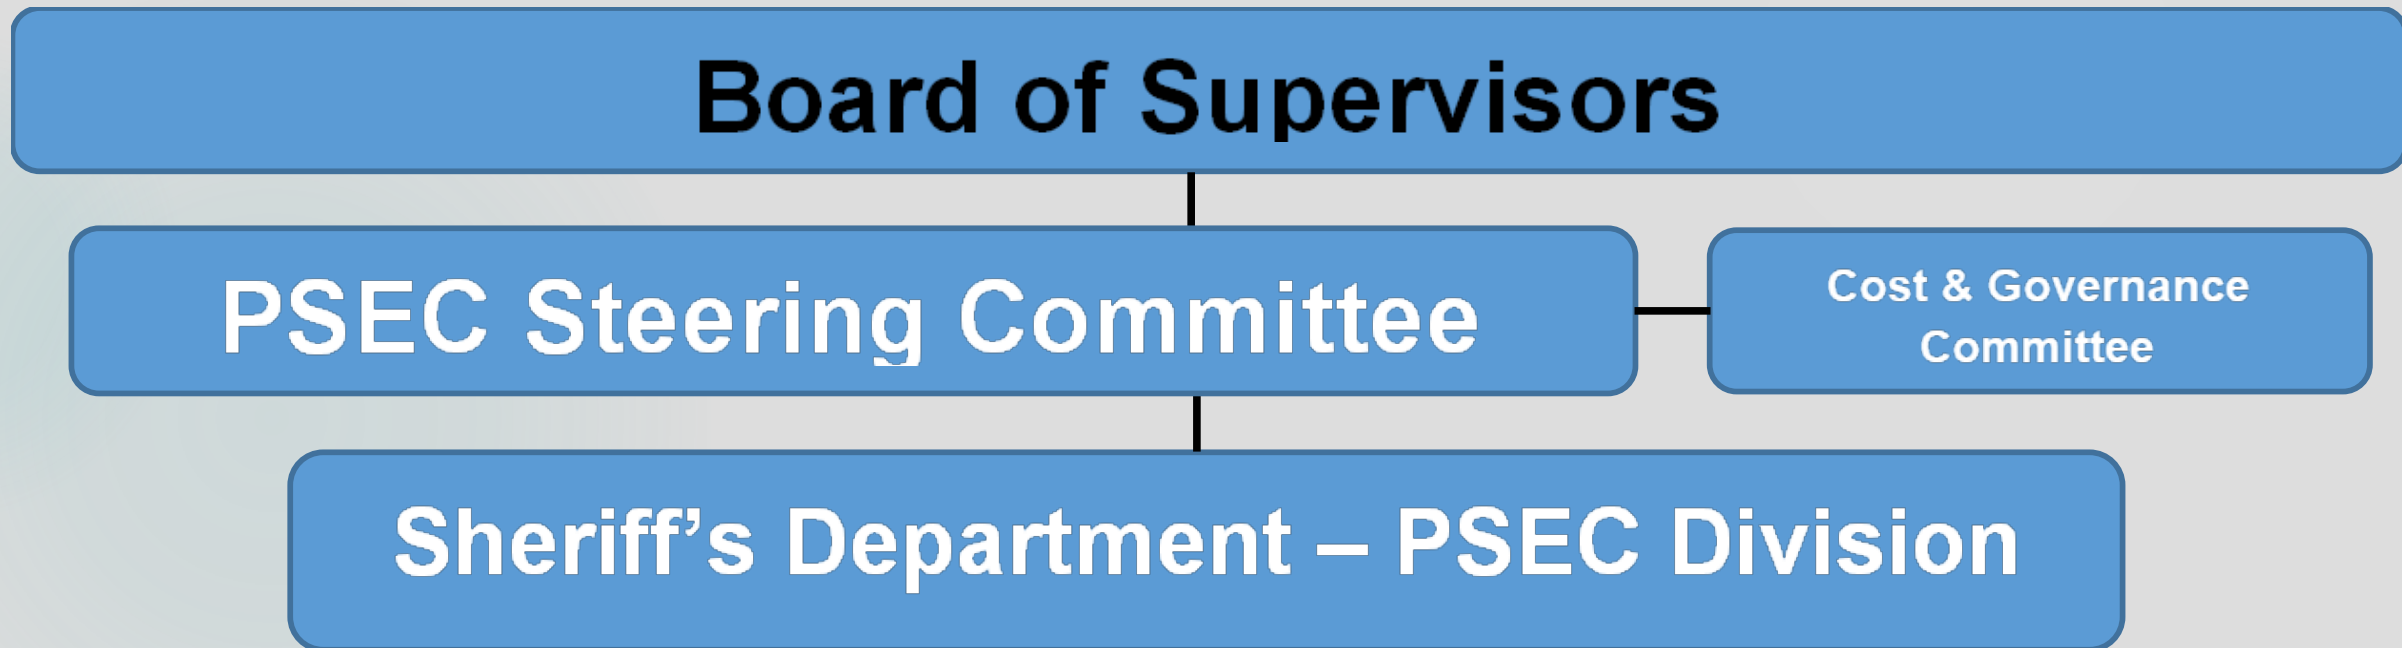 Board of Supervisors
PSEC Steering Committee
Cost & Governance
Committee
Sheriff’s Department – PSEC Division